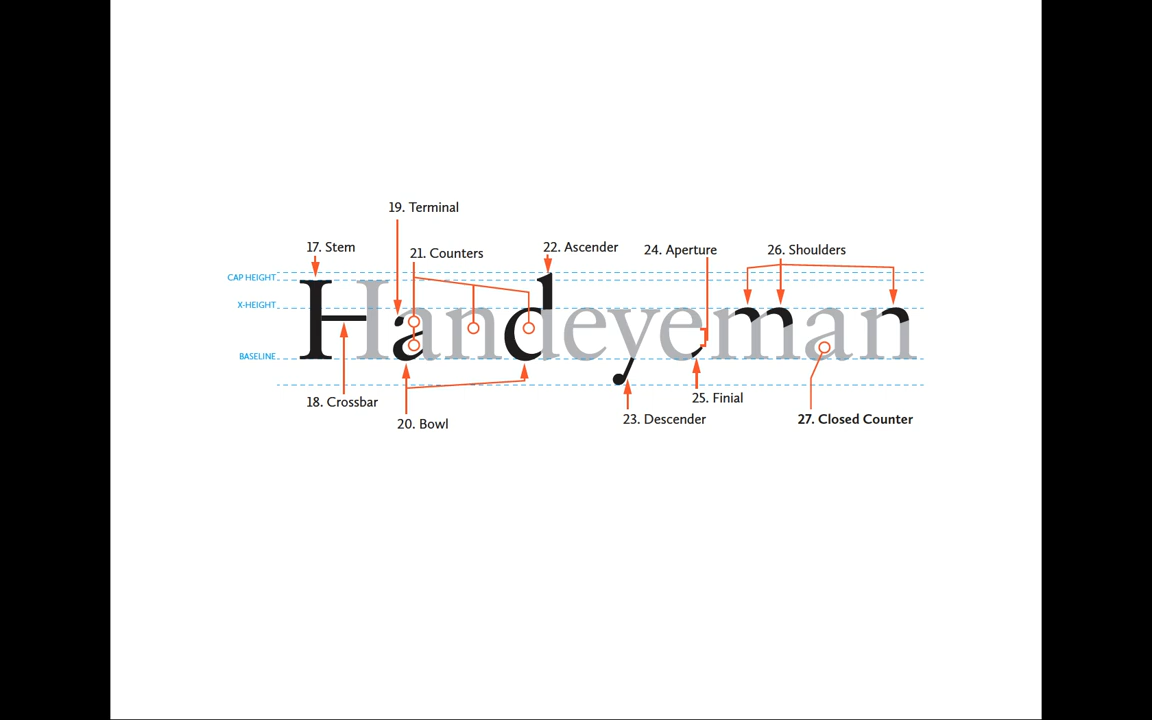 19. Terminal
17. Stem
21. Counters
22. Ascender
24. Aperture
26. Shoulders
CAP HEIGHT
X-HEIGHT
Handeyeman
BASELINE
18. Crossbar
20. Bowl
23. Descender
25. Finial
27. Closed Counter